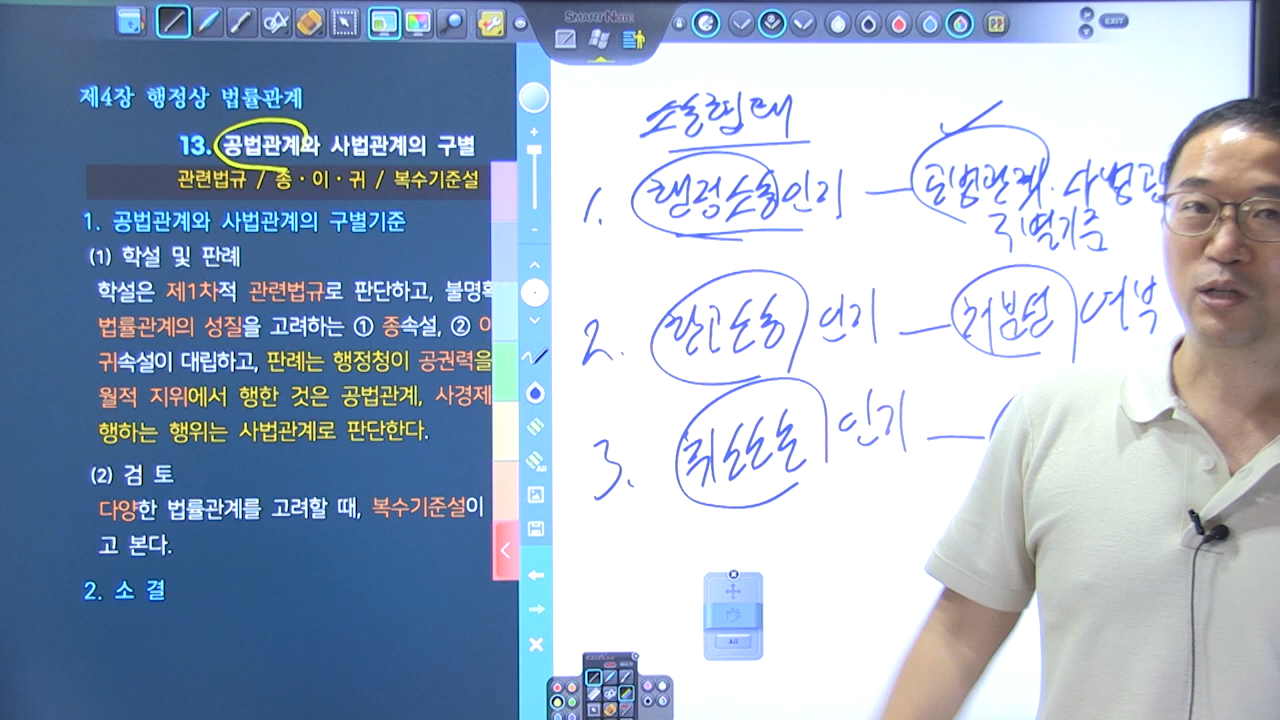 SMART NOTE
EXIT
제4장 행정상 법률관계
13. 공법관계와 사법관계의 구별
관련법규 / 종·이·귀 / 복수기준설
1. 공법관계와 사법관계의 구별기준
(1) 학설 및 판례
학설은 제1차적 관련법규로 판단하고, 불명확
법률관계의 성질을 고려하는 ① 종속설, ② 이
귀속설이 대립하고, 판례는 행정청이 공권력을
월적 지위에서 행한 것은 공법관계, 사경제
행하는 행위는 사법관계로 판단한다.
(2) 검 토
다양한 법률관계를 고려할 때, 복수기준설이
고 본다.
2. 소 결
소송형태
1. 행정소송인지 — 공법관계·사법관
구별기준
2. 항고소송 인지 — 처분성 여부
3. 취소소송 인지 —
All
All